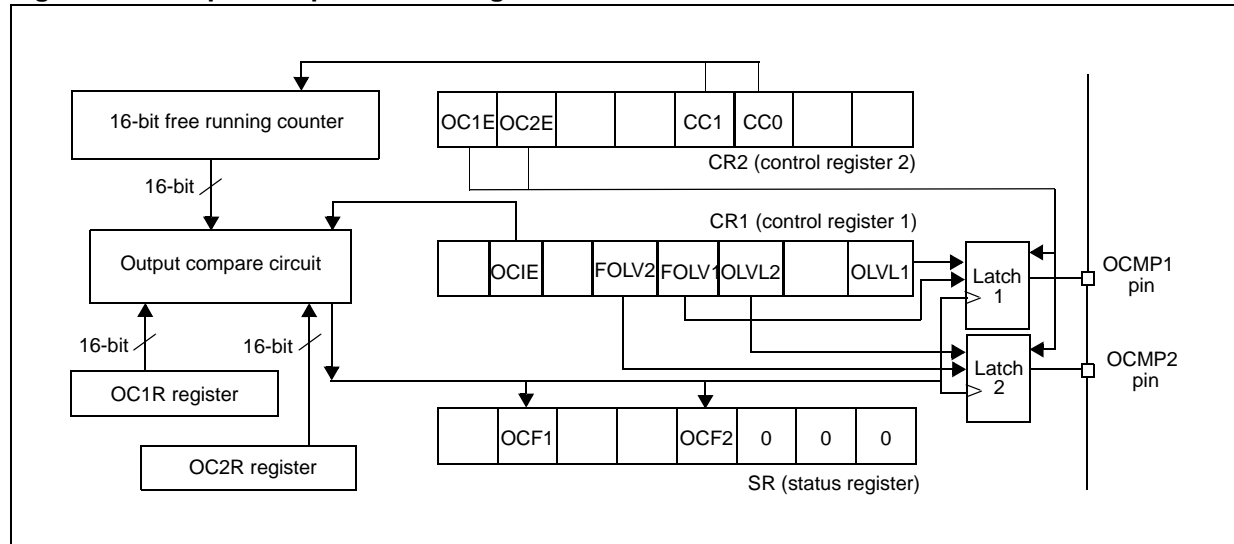 16-bit free running counter
OC1E OC2E CC1 CC0
CR2 (control register 2)
16-bit
CR1 (control register 1)
Output compare circuit
OCIE FOLV2 FOLV1 OLVL2 OLVL1
Latch
1
OCMP1
pin
16-bit 16-bit
OC1R register
Latch
2
OCMP2
pin
OCF1 OCF2 0 0 0
OC2R register
SR (status register)